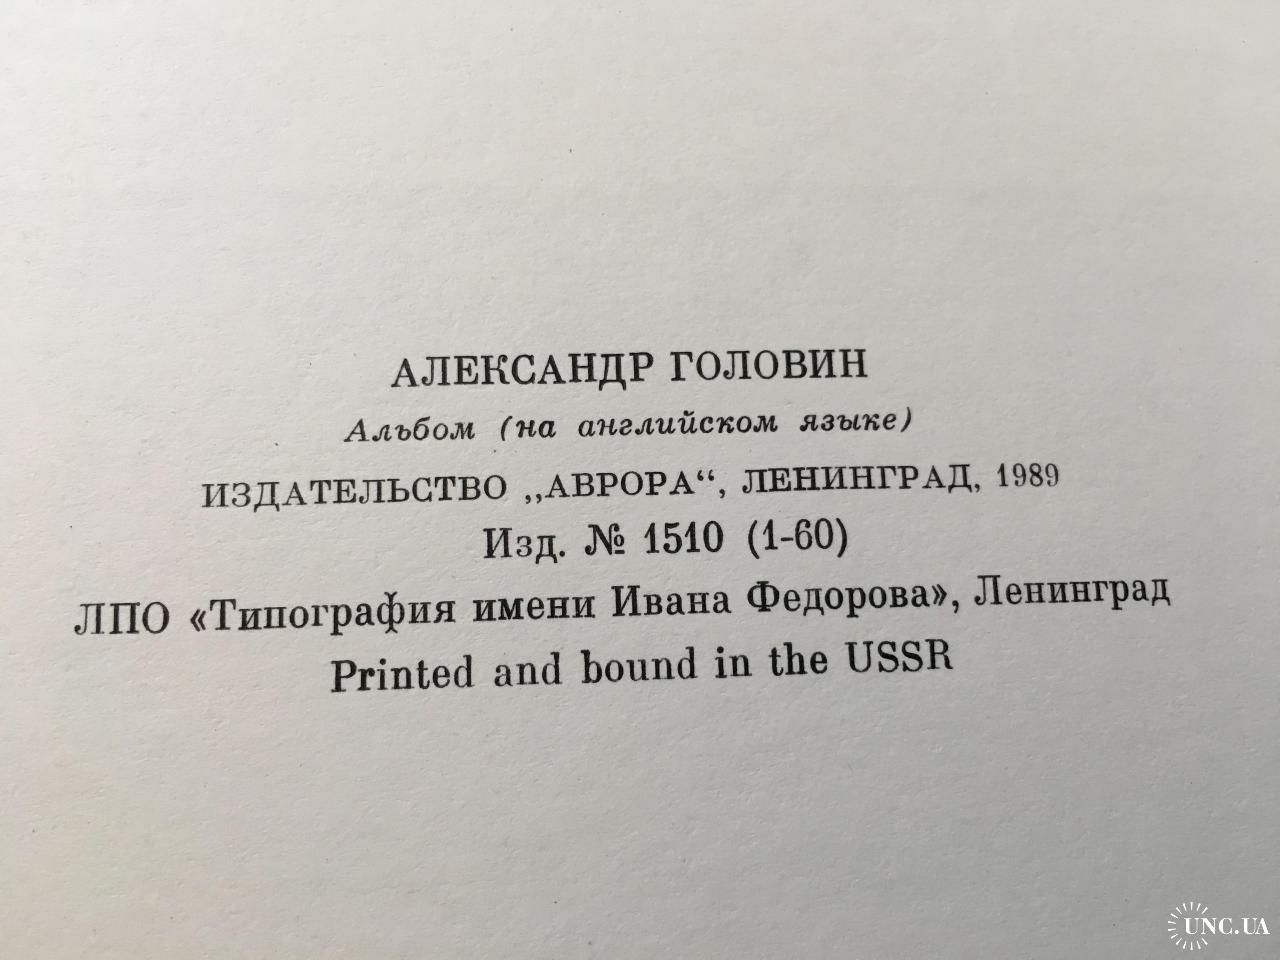 АЛЕКСАНДР ГОЛОВИН
Альбом (на английском языке)
ИЗДАТЕЛЬСТВО „АВРОРА“, ЛЕНИНГРАД, 1989
Изд. № 1510 (1-60)
ЛПО «Типография имени Ивана Федорова», Ленинград
Printed and bound in the USSR
UNC.UA